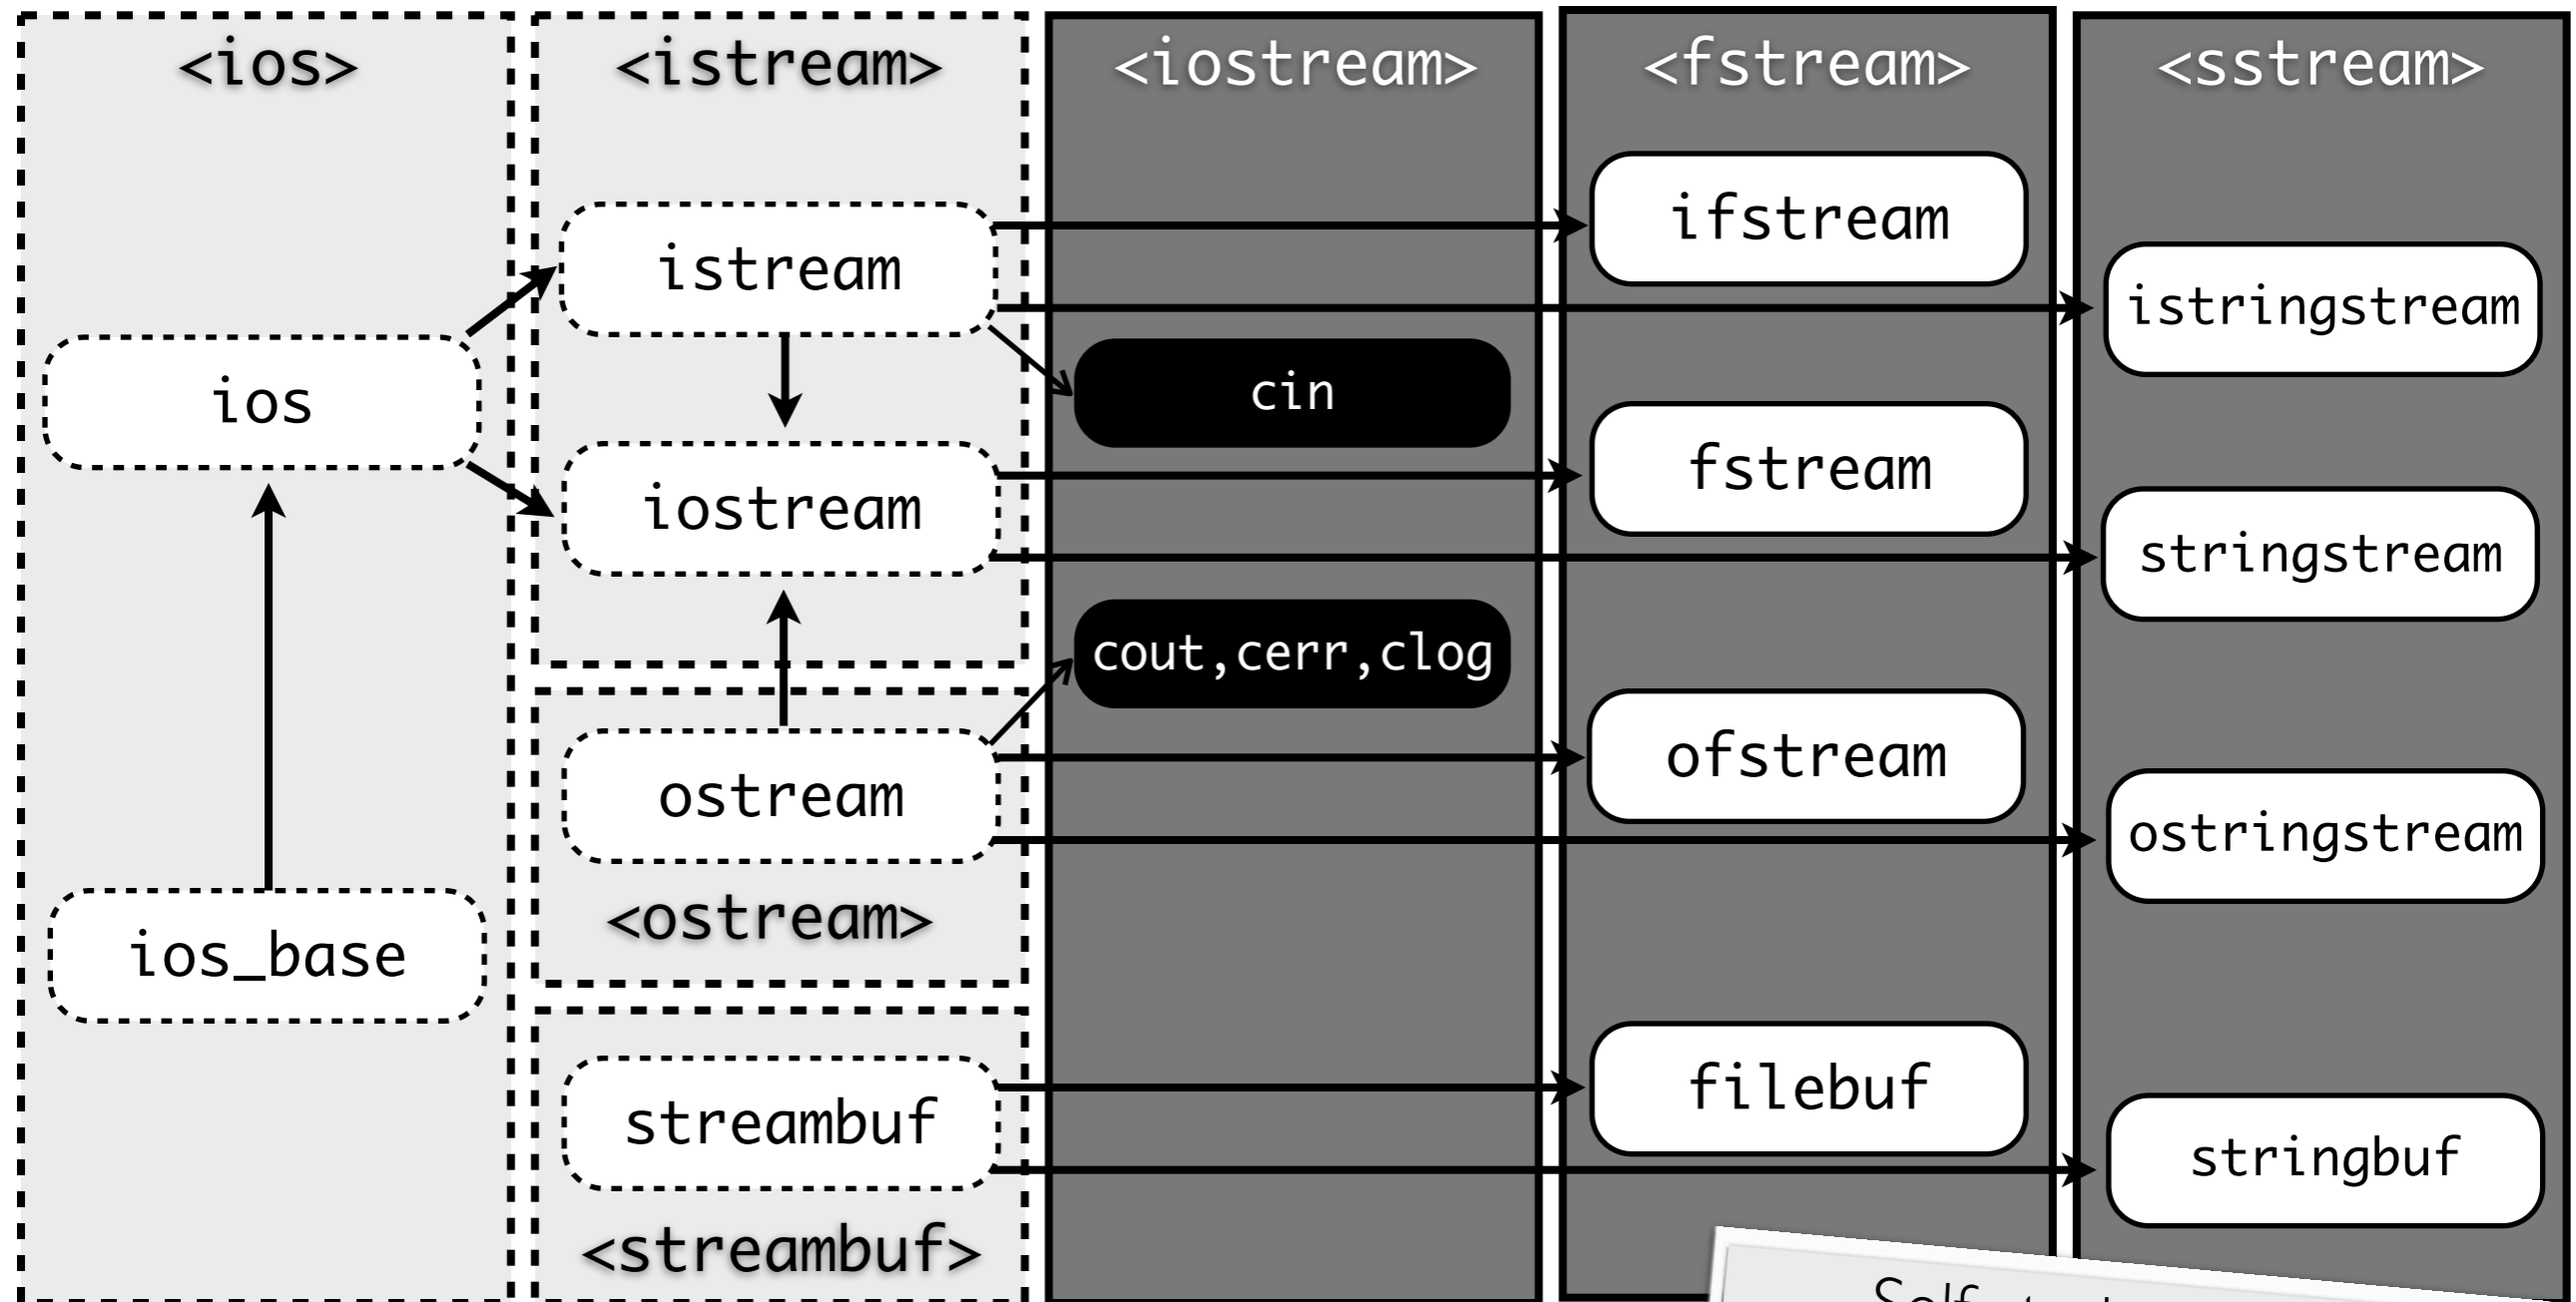 <ios>
<istream>
<iostream>
<fstream>
<sstream>
ifstream
istream
istringstream
cin
ios
fstream
iostream
stringstream
cout,cerr,clog
ofstream
ostream
ostringstream
<ostream>
ios_base
filebuf
streambuf
stringbuf
<streambuf>